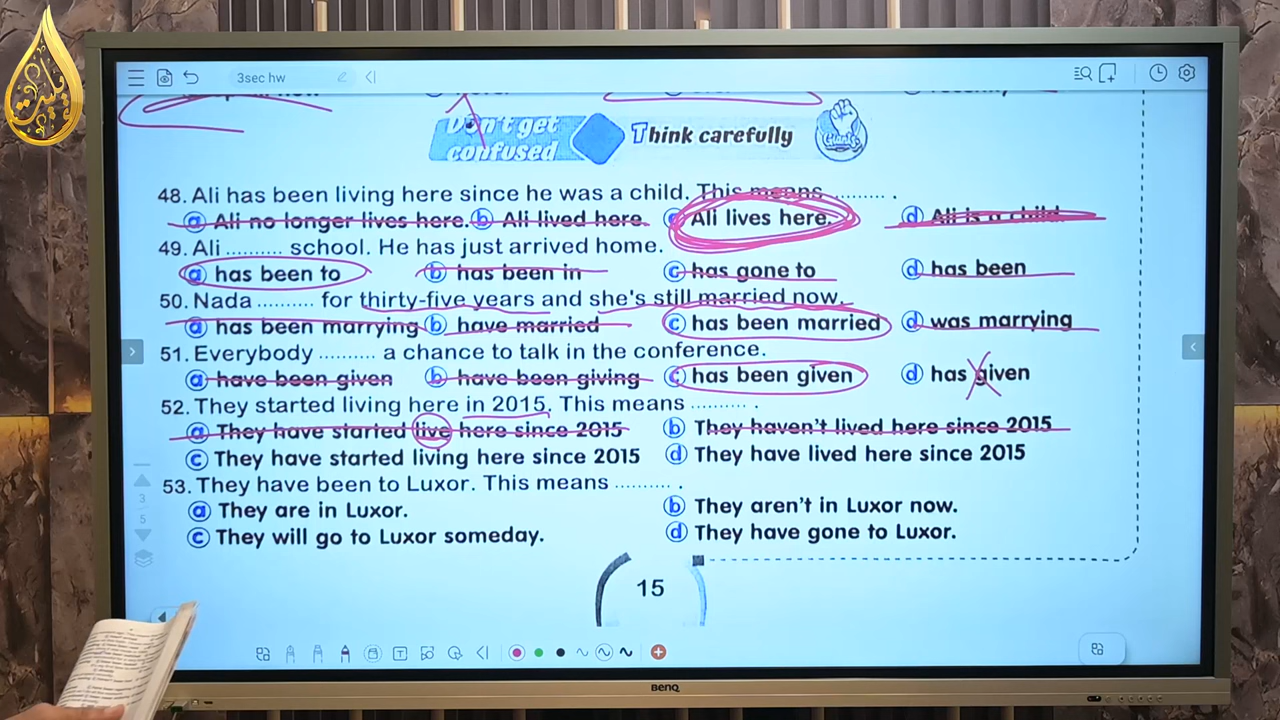 3sec hw
Don't get
confused
Think carefully
Giants
48. Ali has been living here since he was a child. This means .......... .
a Ali no longer lives here. b Ali lived here. c Ali lives here. d Ali is a child.
49. Ali .......... school. He has just arrived home.
a has been to b has been in c has gone to d has been
50. Nada .......... for thirty-five years and she's still married now.
a has been marrying b have married c has been married d was marrying
51. Everybody .......... a chance to talk in the conference.
a have been given b have been giving c has been given d has given
52. They started living here in 2015. This means .......... .
a They have started live here since 2015 b They haven't lived here since 2015
c They have started living here since 2015 d They have lived here since 2015
53. They have been to Luxor. This means .......... .
a They are in Luxor. b They aren't in Luxor now.
c They will go to Luxor someday. d They have gone to Luxor.
3
5
15
BenQ